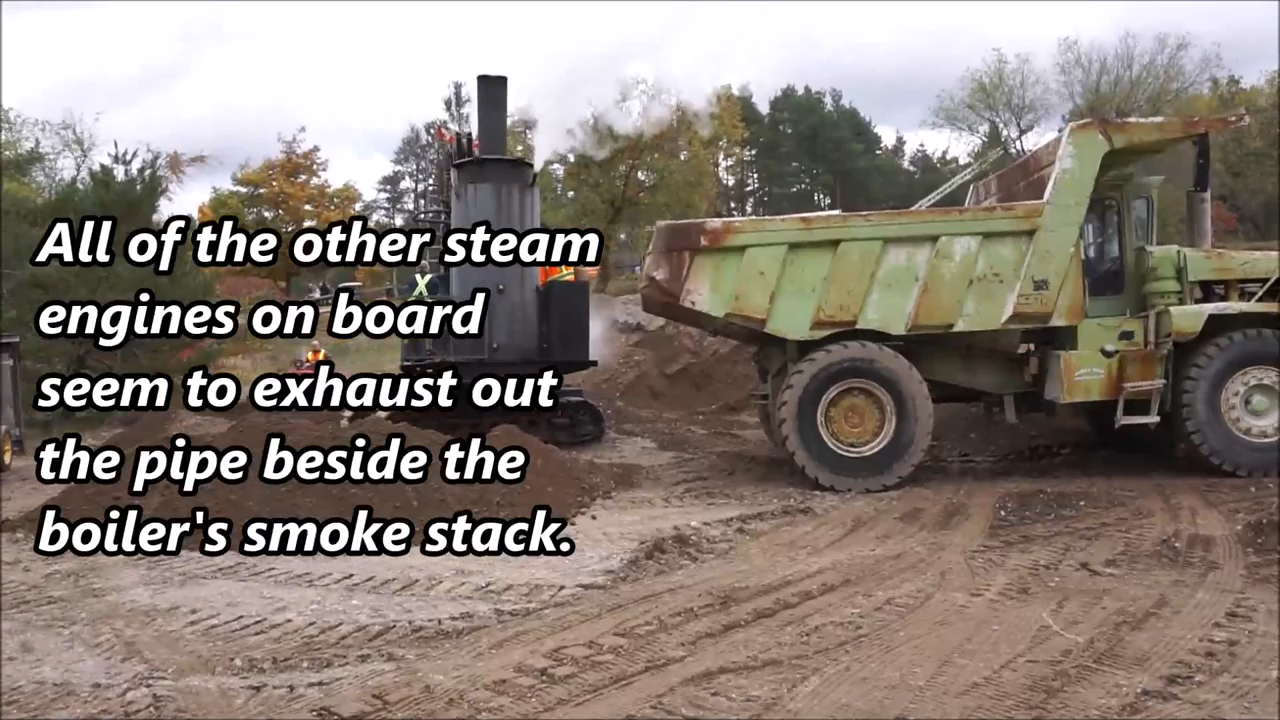 All of the other steam
engines on board
seem to exhaust out
the pipe beside the
boiler's smoke stack.